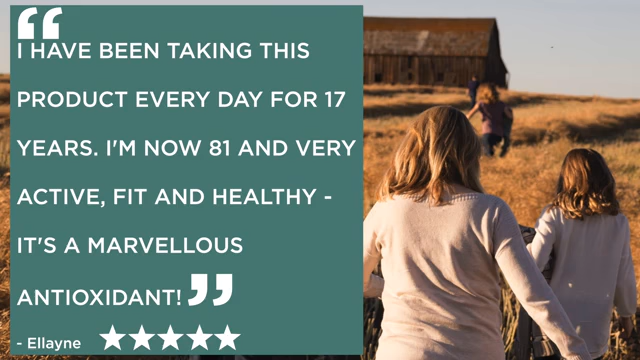 “
I HAVE BEEN TAKING THIS
PRODUCT EVERY DAY FOR 17
YEARS. I'M NOW 81 AND VERY
ACTIVE, FIT AND HEALTHY -
IT'S A MARVELLOUS
ANTIOXIDANT! ”
- Ellayne ★★★★★